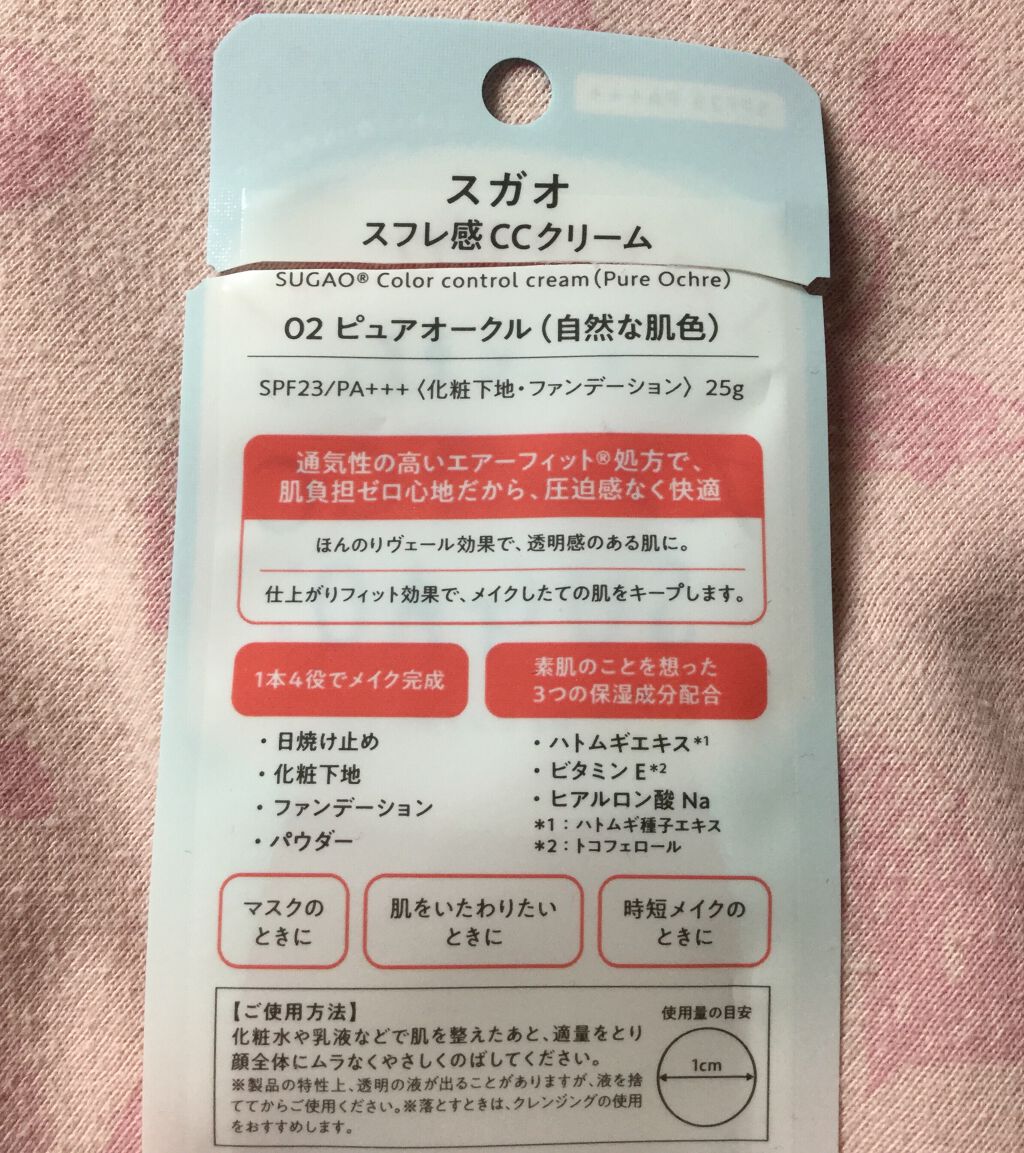 スガオ
スフレ感CCクリーム
SUGAO® Color control cream(Pure Ochre)
02 ピュアオークル(自然な肌色)
SPF23/PA+++〈化粧下地・ファンデーション〉 25g
通気性の高いエアーフィット®処方で、
肌負担ゼロ心地だから、圧迫感なく快適
ほんのりヴェール効果で、透明感のある肌に。
仕上がりフィット効果で、メイクしたての肌をキープします。
1本4役でメイク完成
・日焼け止め
・化粧下地
・ファンデーション
・パウダー
素肌のことを想った
3つの保湿成分配合
・ハトムギエキス*1
・ビタミンE*2
・ヒアルロン酸Na
*1：ハトムギ種子エキス
*2：トコフェロール
マスクの
ときに
肌をいたわりたい
ときに
時短メイクの
ときに
【ご使用方法】
化粧水や乳液などで肌を整えたあと、適量をとり
顔全体にムラなくやさしくのばしてください。
※製品の特性上、透明の液が出ることがありますが、液を捨
ててからご使用ください。※落とすときは、クレンジングの使用
をおすすめします。
使用量の目安
1cm